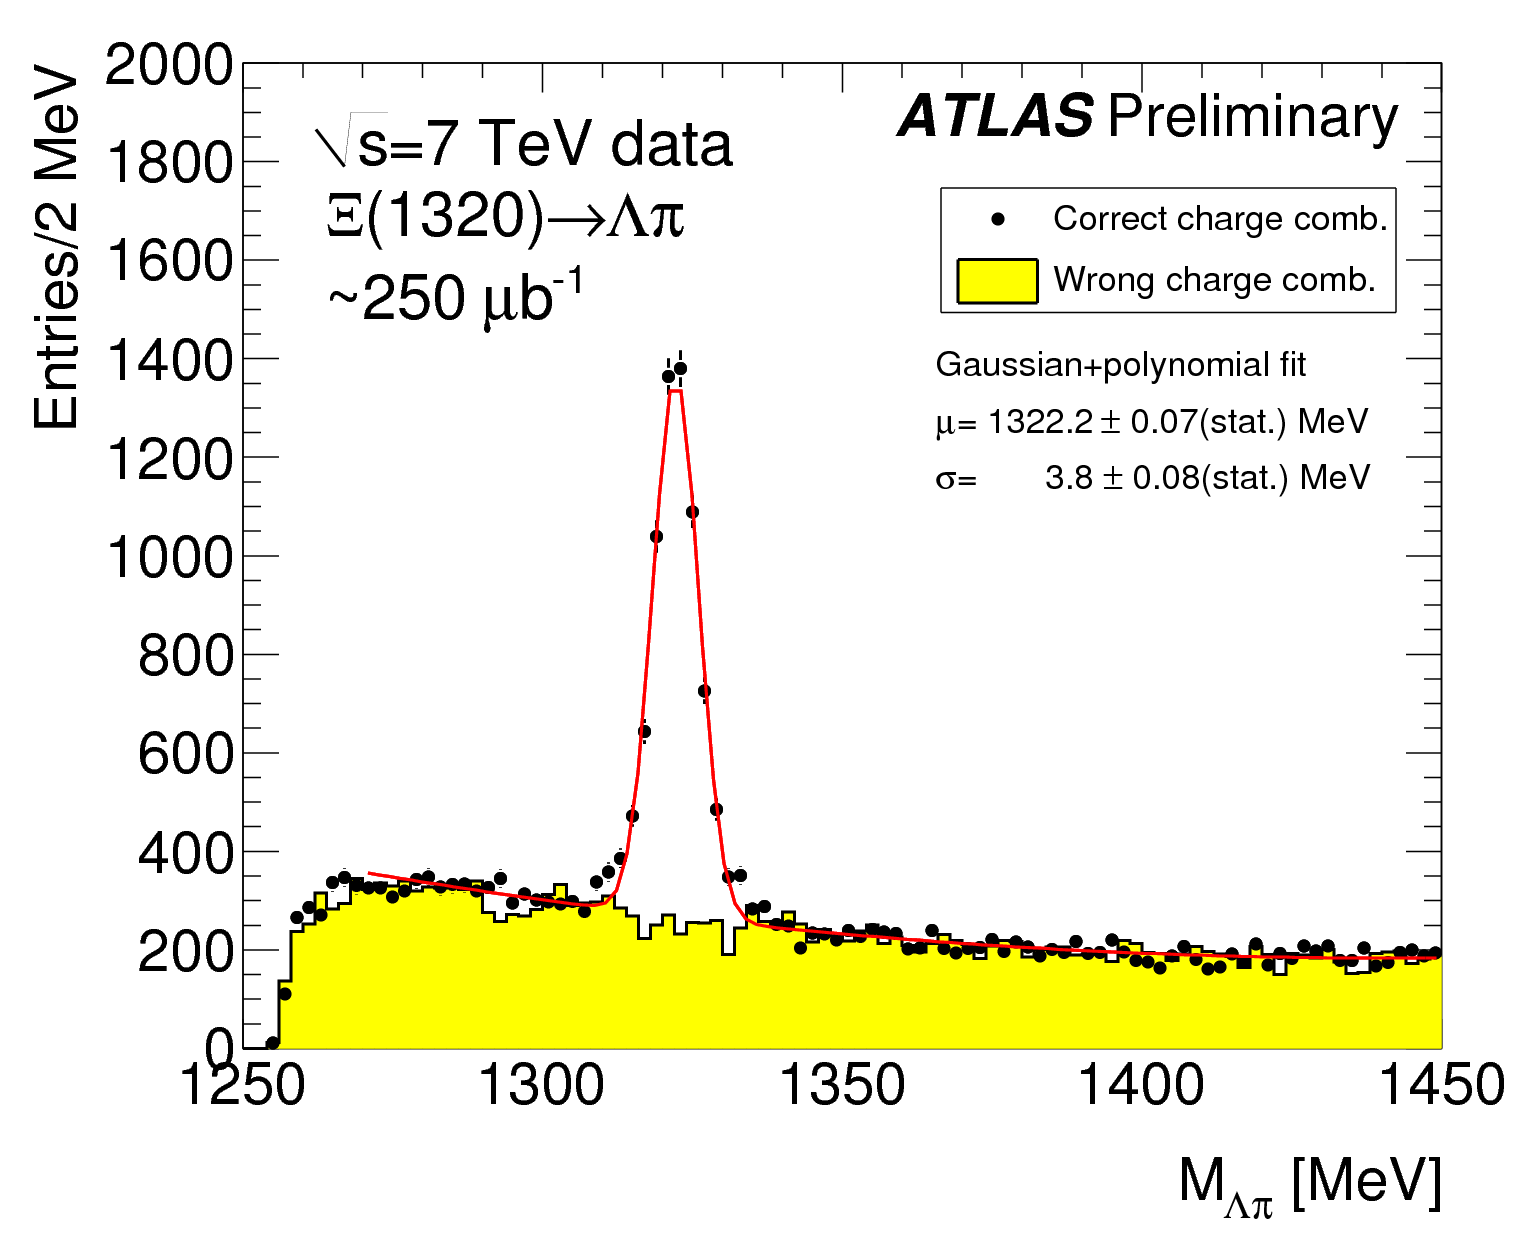 2000
1800
1600
1400
1200
1000
800
600
400
200
0
Entries/2 MeV
√s=7 TeV data
Ξ(1320)→Λπ
~250 μb⁻¹
ATLAS Preliminary
Correct charge comb.
Wrong charge comb.
Gaussian+polynomial fit
μ= 1322.2 ± 0.07(stat.) MeV
σ= 3.8 ± 0.08(stat.) MeV
1250 1300 1350 1400 1450
M_Λπ [MeV]